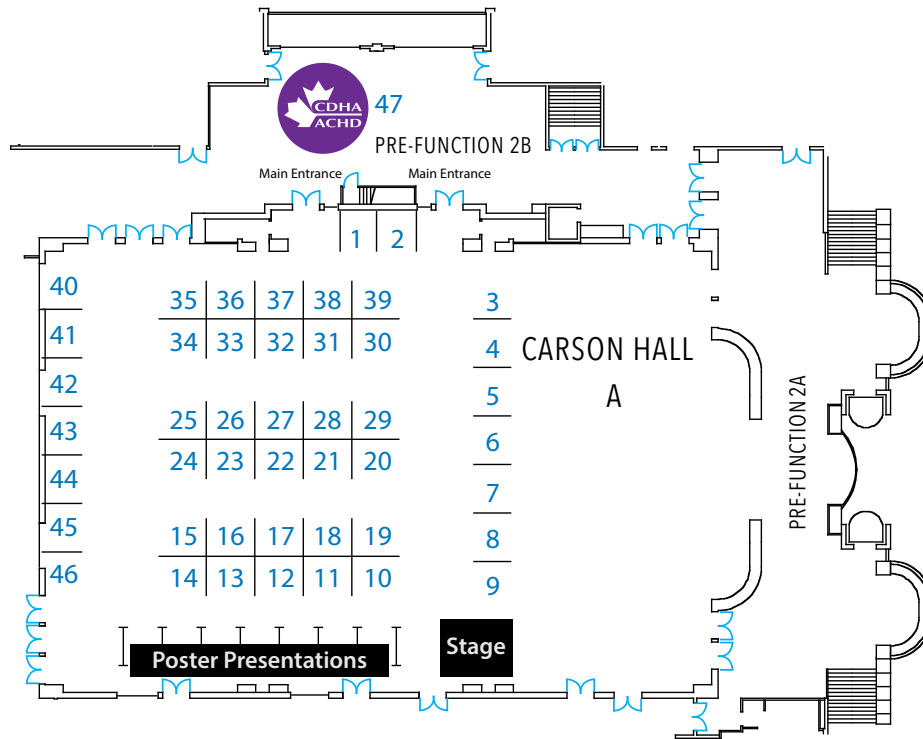 CDHA
ACHD
47
PRE-FUNCTION 2B
Main Entrance Main Entrance
1 2
40 35 36 37 38 39 3
41 34 33 32 31 30 4
CARSON HALL
A
42 5
43 25 26 27 28 29 6
44 24 23 22 21 20 7
PRE-FUNCTION 2A
45 15 16 17 18 19 8
46 14 13 12 11 10 9
Poster Presentations
Stage